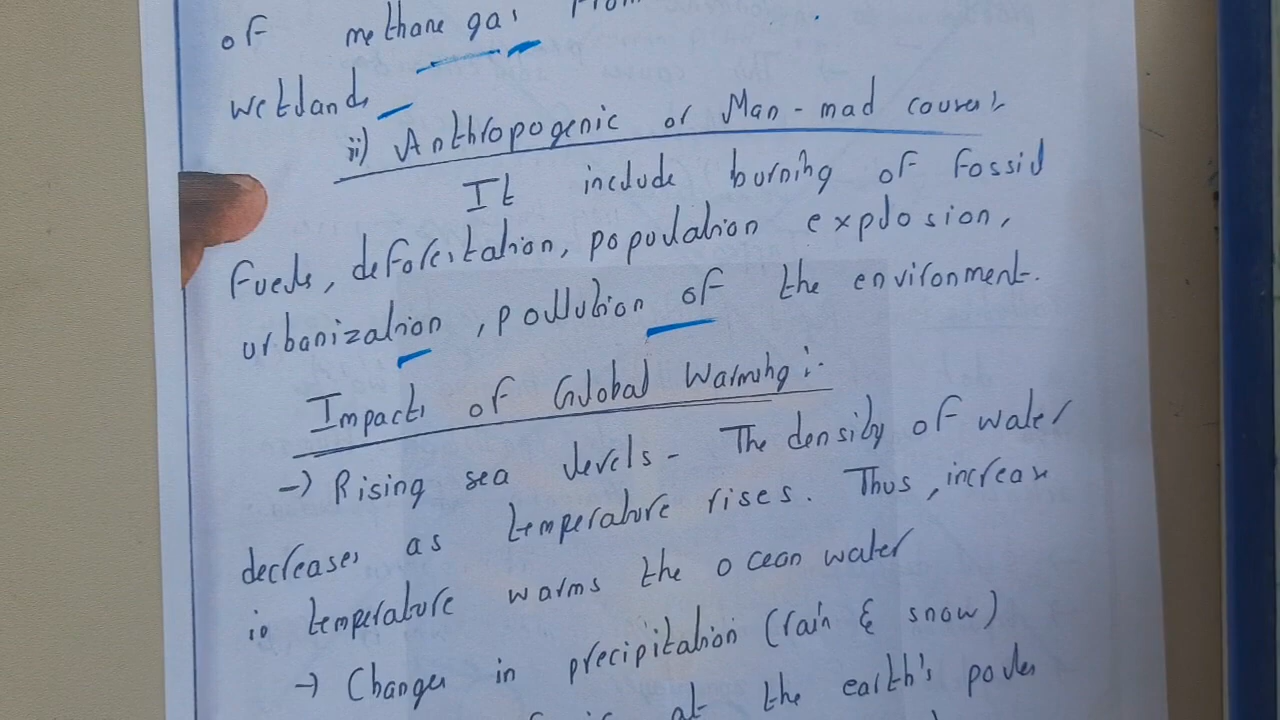 of methane gas from
wetlands
ii) Anthropogenic or Man-mad causes
It include burning of Fossil
fuels, deforestation, population explosion,
urbanization, pollution of the environment.
Impacts of Global Warming :-
-> Rising sea levels - The density of water
decreases as temperature rises. Thus, increase
in temperature warms the ocean water
-> Changes in precipitation (rain & snow)
at the earth's poles